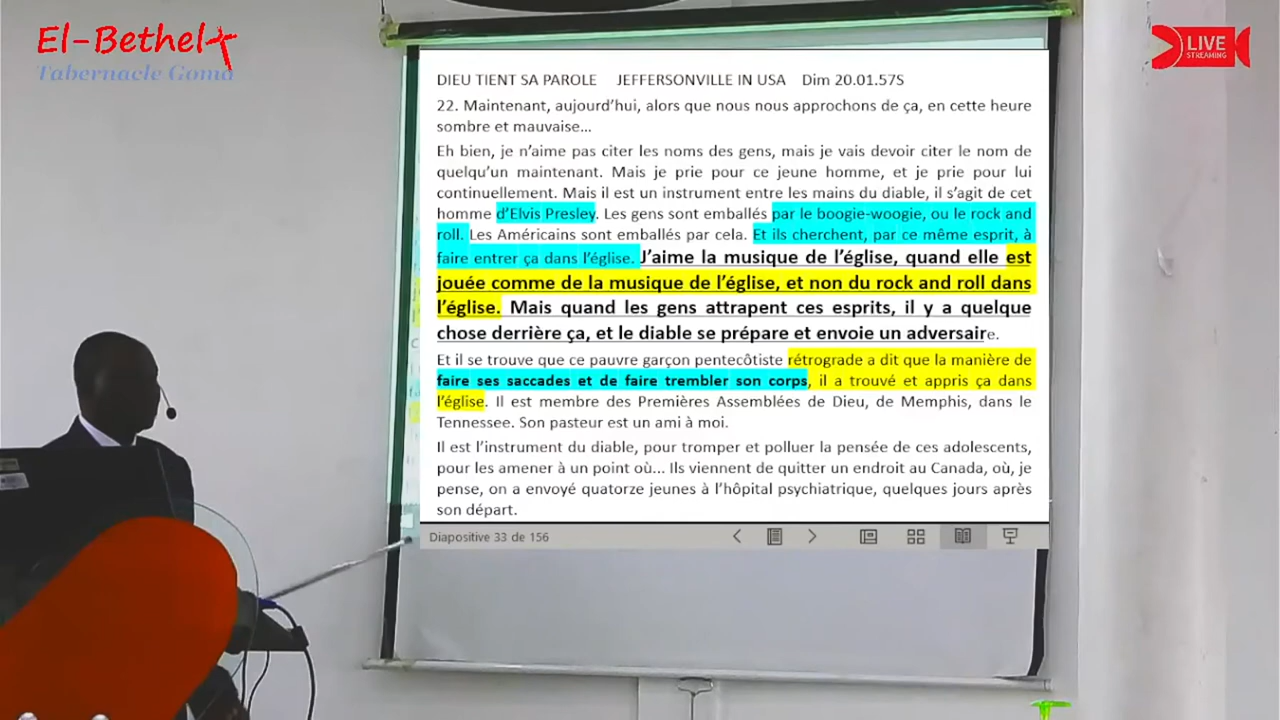 El-Bethel
Tabernacle Goma
LIVE
STREAMING
DIEU TIENT SA PAROLE JEFFERSONVILLE IN USA Dim 20.01.57S
22. Maintenant, aujourd’hui, alors que nous nous approchons de ça, en cette heure
sombre et mauvaise...
Eh bien, je n’aime pas citer les noms des gens, mais je vais devoir citer le nom de
quelqu’un maintenant. Mais je prie pour ce jeune homme, et je prie pour lui
continuellement. Mais il est un instrument entre les mains du diable, il s’agit de cet
homme d’Elvis Presley. Les gens sont emballés par le boogie-woogie, ou le rock and
roll. Les Américains sont emballés par cela. Et ils cherchent, par ce même esprit, à
faire entrer ça dans l’église. J’aime la musique de l’église, quand elle est
jouée comme de la musique de l’église, et non du rock and roll dans
l’église. Mais quand les gens attrapent ces esprits, il y a quelque
chose derrière ça, et le diable se prépare et envoie un adversaire.
Et il se trouve que ce pauvre garçon pentecôtiste rétrograde a dit que la manière de
faire ses saccades et de faire trembler son corps, il a trouvé et appris ça dans
l’église. Il est membre des Premières Assemblées de Dieu, de Memphis, dans le
Tennessee. Son pasteur est un ami à moi.
Il est l’instrument du diable, pour tromper et polluer la pensée de ces adolescents,
pour les amener à un point où... Ils viennent de quitter un endroit au Canada, où, je
pense, on a envoyé quatorze jeunes à l’hôpital psychiatrique, quelques jours après
son départ.
Diapositive 33 de 156